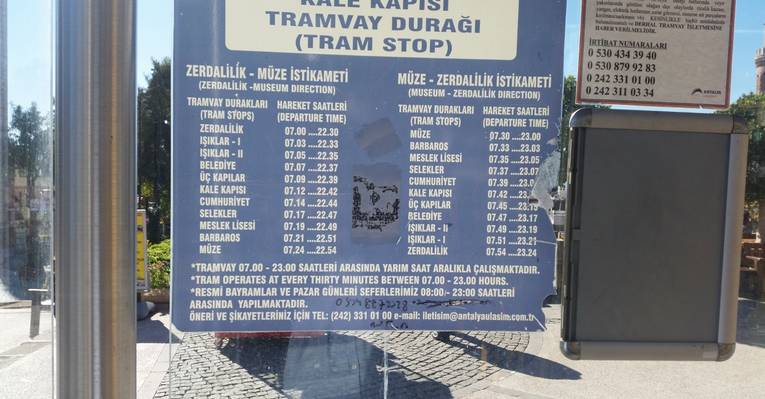 KALE KAPISI
TRAMVAY DURAĞI
(TRAM STOP)
ZERDALİLİK - MÜZE İSTİKAMETİ
(ZERDALİLİK -MUSEUM DIRECTION)
TRAMVAY DURAKLARI HAREKET SAATLERİ
(TRAM STOPS) (DEPARTURE TIME)
ZERDALİLİK 07.00 ....22.30
IŞIKLAR - I 07.03 ....22.33
IŞIKLAR - II 07.05 ....22.35
BELEDİYE 07.07 ....22.37
ÜÇ KAPILAR 07.09 ....22.39
KALE KAPISI 07.12 ....22.42
CUMHURİYET 07.14 ....22.44
SELEKLER 07.17 ....22.47
MESLEK LİSESİ 07.19 ....22.49
BARBAROS 07.21 ....22.51
MÜZE 07,24 ....22.54
MÜZE - ZERDALİLİK İSTİKAMETİ
(MUSEUM - ZERDALİLİK DIRECTION)
TRAMVAY DURAKLARI HAREKET SAATLERİ
(TRAM STOPS) (DEPARTURE TIME)
MÜZE 07.30 ....23.00
BARBAROS 07.33 ....23.03
MESLEK LİSESİ 07.35 ....23.05
SELEKLER 07.37 ....23.07
CUMHURİYET 07.39 ....23.0
KALE KAPISI 07.42
ÜÇ KAPILAR 07.45 ....23.15
BELEDİYE 07.47 ....23.17
IŞIKLAR - II 07.49 ....23.19
IŞIKLAR - I 07.51 ....23.21
ZERDALİLİK 07.54 ....23.24
*TRAMVAY 07.00 - 23.00 SAATLERİ ARASINDA YARIM SAAT ARALIKLA ÇALIŞMAKTADIR.
*TRAM OPERATES AT EVERY THIRTY MINUTES BETWEEN 07.00 - 23.00 HOURS.
*RESMİ BAYRAMLAR VE PAZAR GÜNLERİ SEFERLERİMİZ 08:00 - 23:00 SAATLERİ
ARASINDA YAPILMAKTADIR.
ÖNERİ VE ŞİKAYETLERİNİZ İÇİN TEL: (242) 331 01 00 e-mail: iletisim@antalyaulasim.com.tr
HABER VERİLMELİDİR.
İRTİBAT NUMARALARI
0 530 434 39 40
0 530 879 92 83
0 242 331 01 00
0 242 311 03 34
ANTALYA